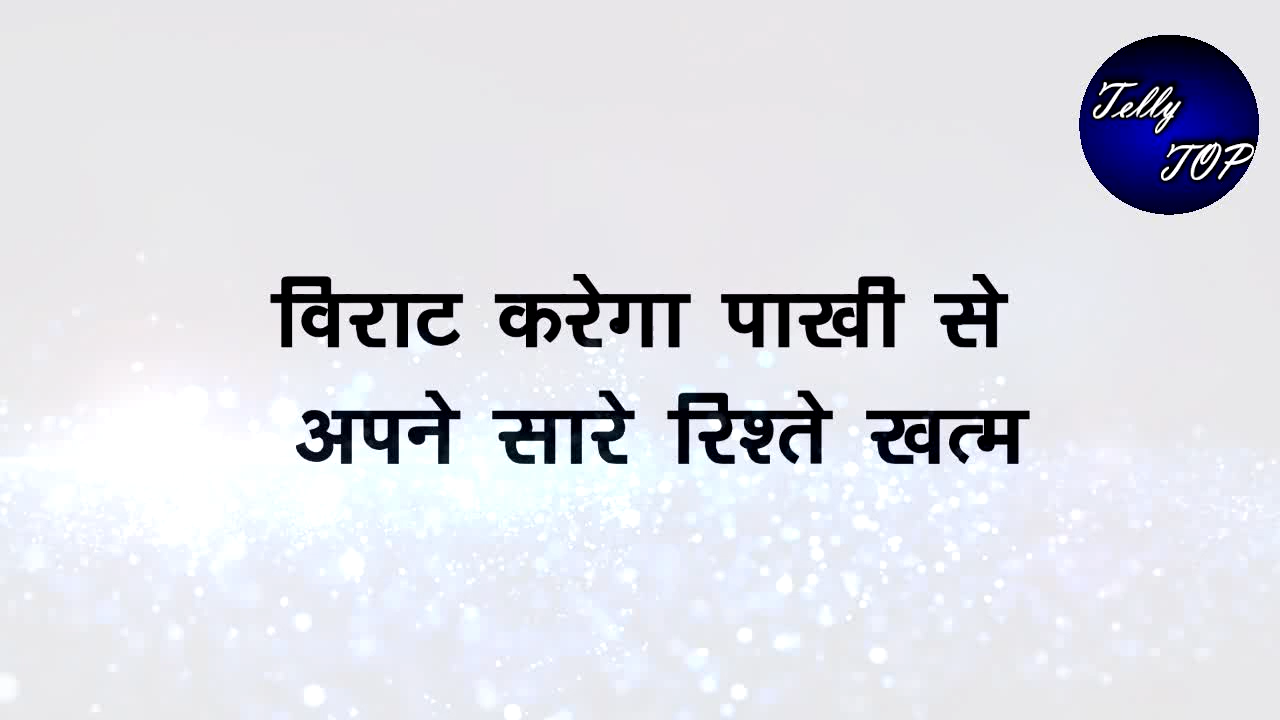 Telly
TOP
विराट करेगा पाखी से
अपने सारे रिश्ते खत्म